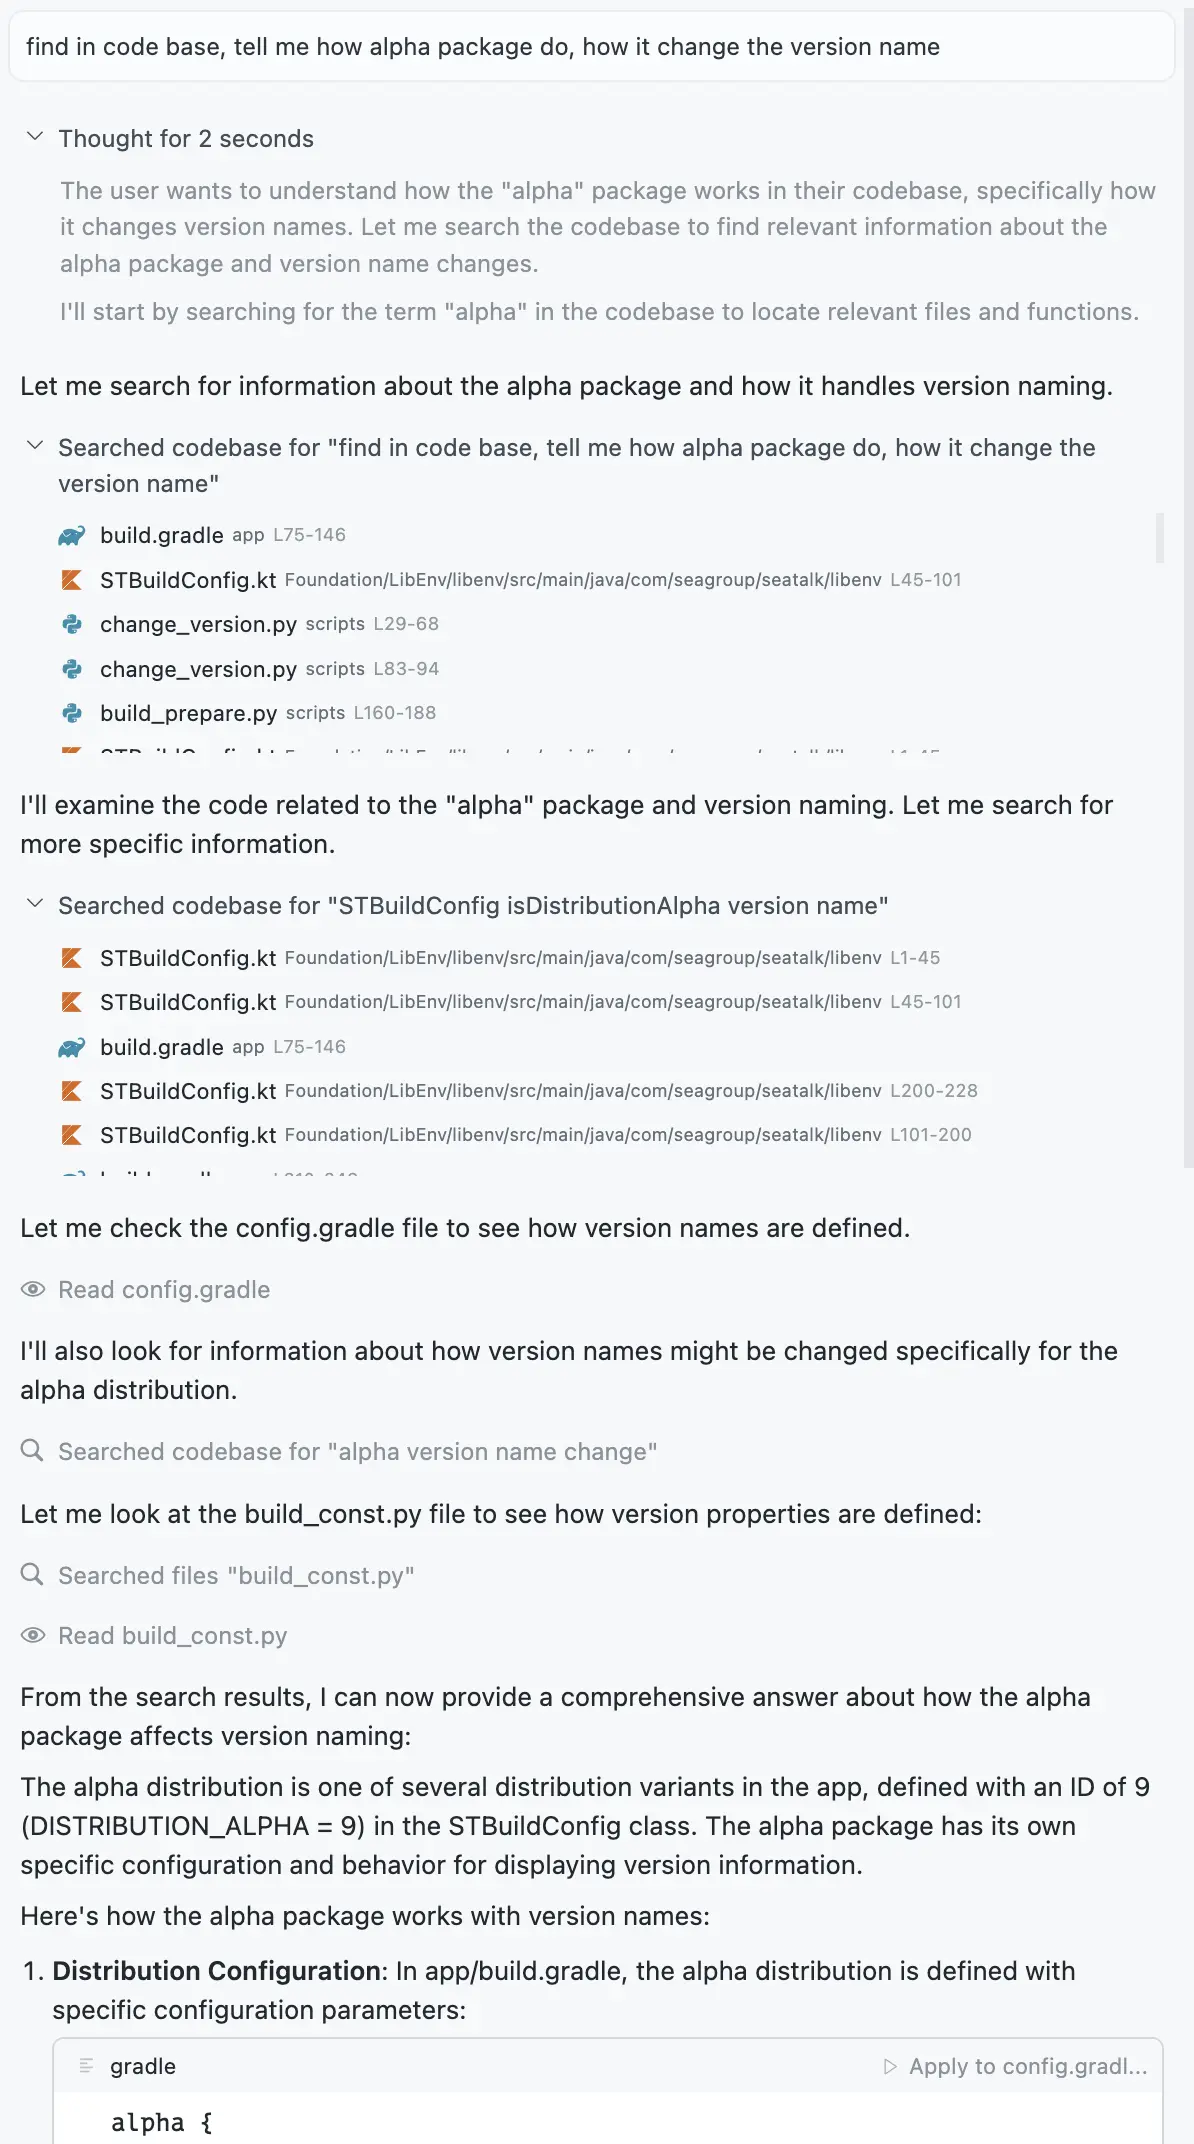 find in code base, tell me how alpha package do, how it change the version name
Thought for 2 seconds
The user wants to understand how the "alpha" package works in their codebase, specifically how
it changes version names. Let me search the codebase to find relevant information about the
alpha package and version name changes.
I'll start by searching for the term "alpha" in the codebase to locate relevant files and functions.
Let me search for information about the alpha package and how it handles version naming.
Searched codebase for "find in code base, tell me how alpha package do, how it change the
version name"
build.gradle app L75-146
STBuildConfig.kt Foundation/LibEnv/libenv/src/main/java/com/seagroup/seatalk/libenv L45-101
change_version.py scripts L29-68
change_version.py scripts L83-94
build_prepare.py scripts L160-188
STBuildConfig.kt Foundation/LibEnv/libenv/src/main/java/com/seagroup/seatalk/libenv L1-45
I'll examine the code related to the "alpha" package and version naming. Let me search for
more specific information.
Searched codebase for "STBuildConfig isDistributionAlpha version name"
STBuildConfig.kt Foundation/LibEnv/libenv/src/main/java/com/seagroup/seatalk/libenv L1-45
STBuildConfig.kt Foundation/LibEnv/libenv/src/main/java/com/seagroup/seatalk/libenv L45-101
build.gradle app L75-146
STBuildConfig.kt Foundation/LibEnv/libenv/src/main/java/com/seagroup/seatalk/libenv L200-228
STBuildConfig.kt Foundation/LibEnv/libenv/src/main/java/com/seagroup/seatalk/libenv L101-200
Let me check the config.gradle file to see how version names are defined.
Read config.gradle
I'll also look for information about how version names might be changed specifically for the
alpha distribution.
Searched codebase for "alpha version name change"
Let me look at the build_const.py file to see how version properties are defined:
Searched files "build_const.py"
Read build_const.py
From the search results, I can now provide a comprehensive answer about how the alpha
package affects version naming:
The alpha distribution is one of several distribution variants in the app, defined with an ID of 9
(DISTRIBUTION_ALPHA = 9) in the STBuildConfig class. The alpha package has its own
specific configuration and behavior for displaying version information.
Here's how the alpha package works with version names:
1. Distribution Configuration: In app/build.gradle, the alpha distribution is defined with
specific configuration parameters:
gradle
Apply to config.gradl...
alpha {